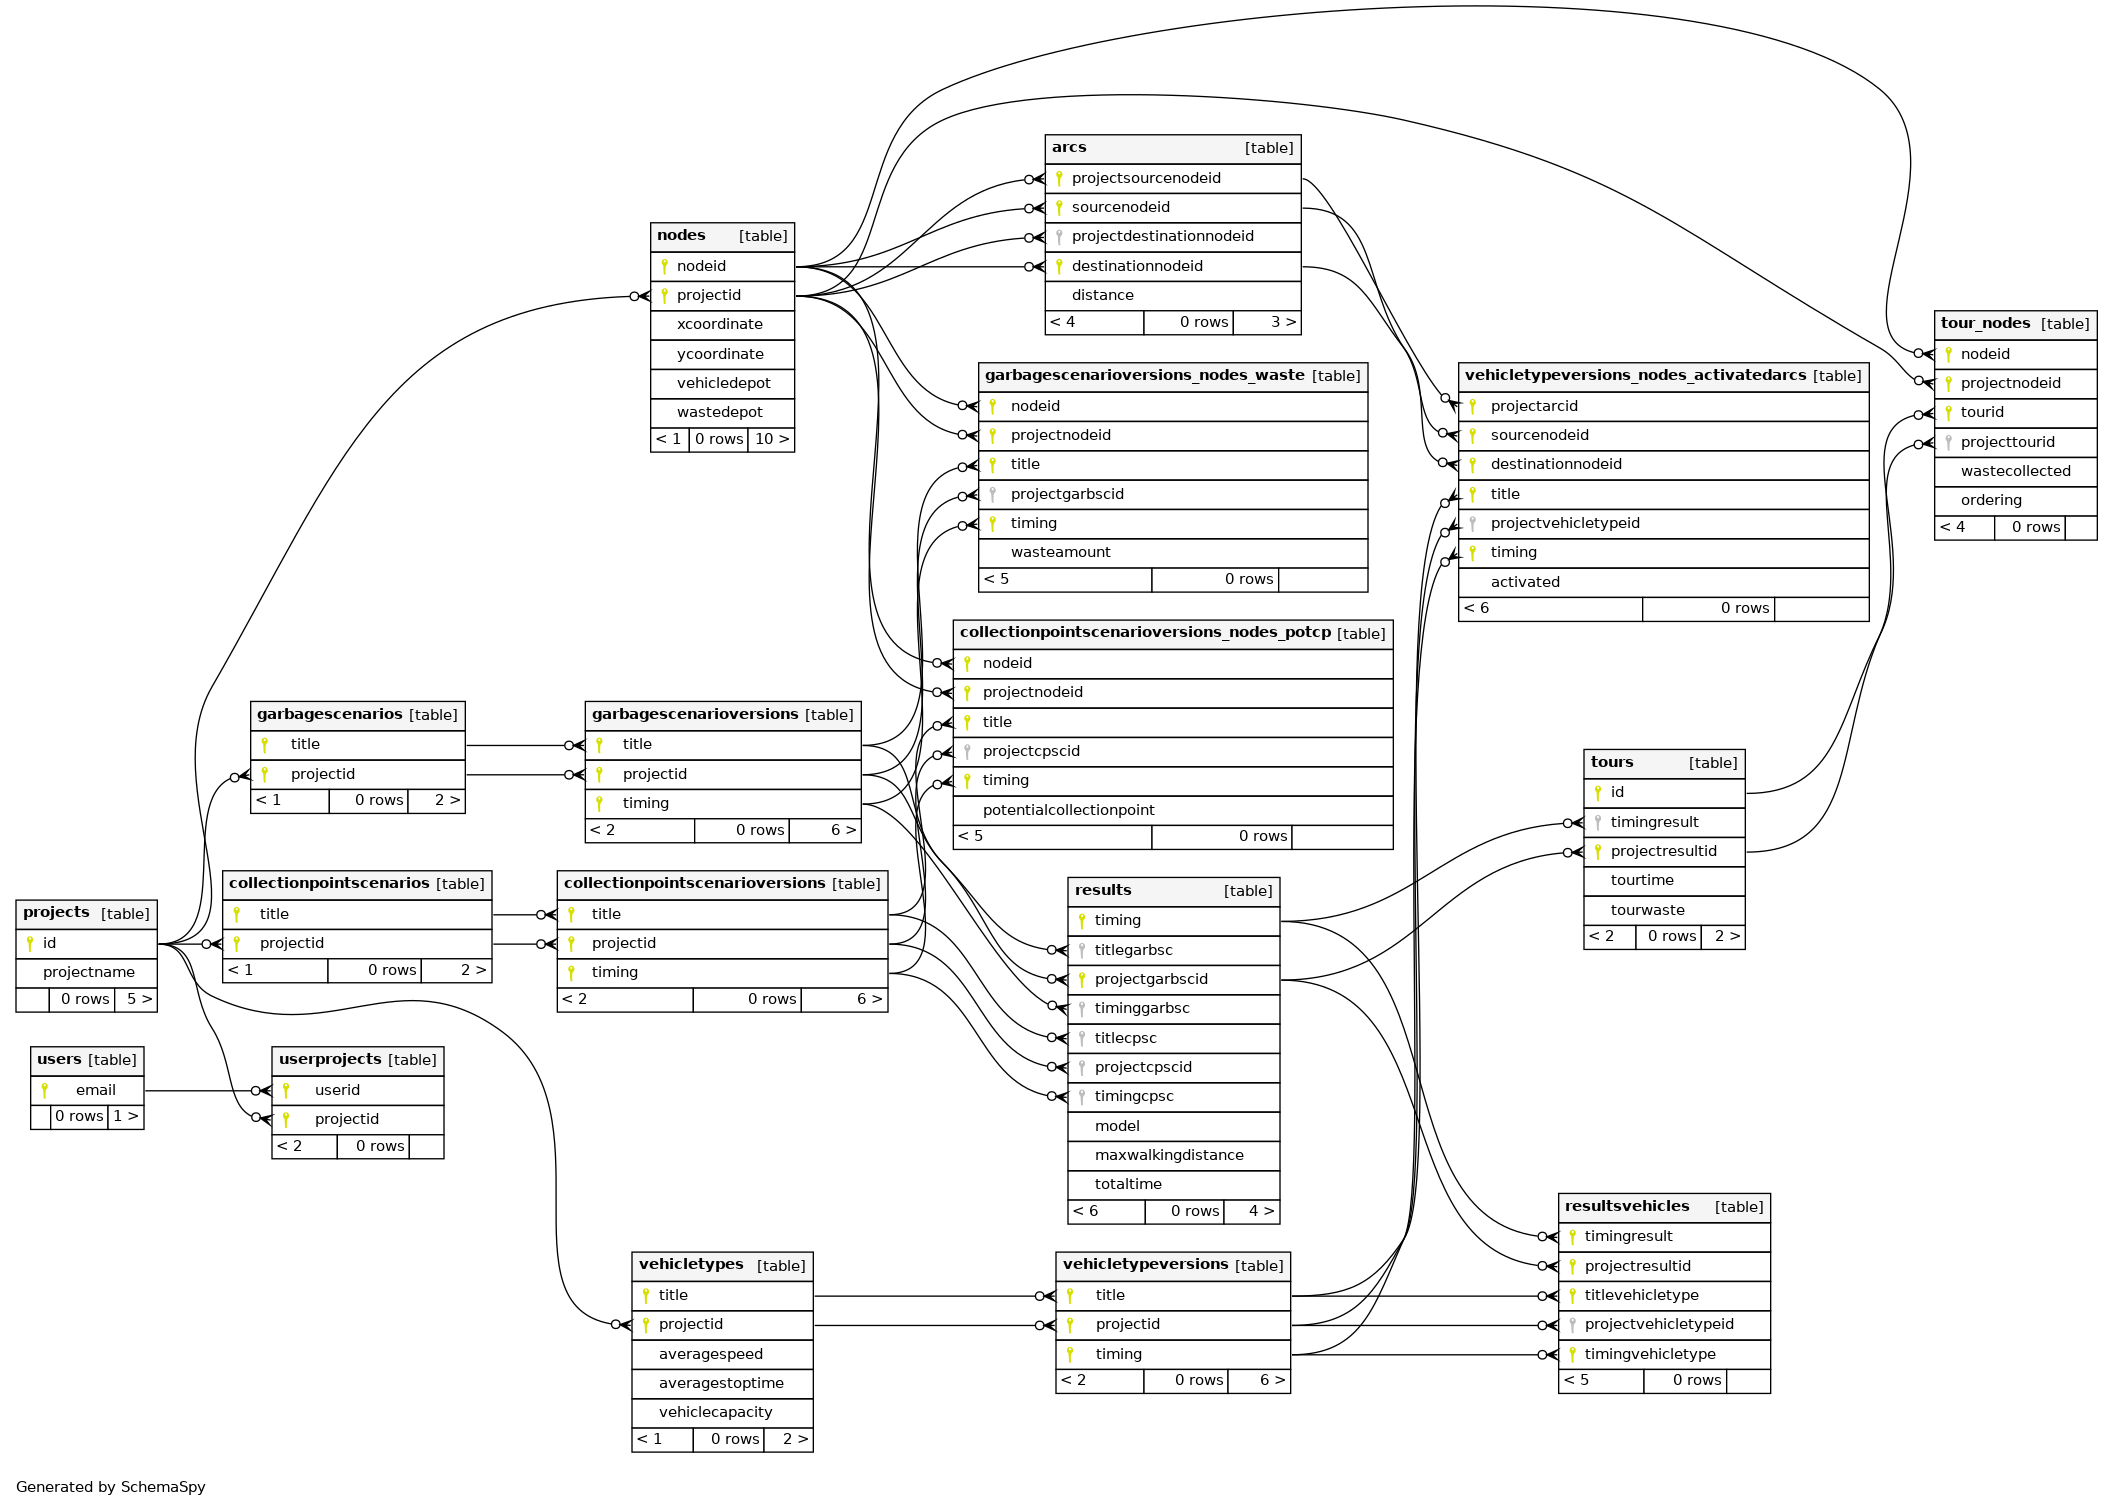 arcs [table]
projectsourcenodeid
sourcenodeid
projectdestinationnodeid
destinationnodeid
distance
< 4 0 rows 3 >
nodes [table]
nodeid
projectid
xcoordinate
ycoordinate
vehicledepot
wastedepot
< 1 0 rows 10 >
tour_nodes [table]
nodeid
projectnodeid
tourid
projecttourid
wastecollected
ordering
< 4 0 rows
garbagescenarioversions_nodes_waste [table]
nodeid
projectnodeid
title
projectgarbscid
timing
wasteamount
< 5 0 rows
vehicletypeversions_nodes_activatedarcs [table]
projectarcid
sourcenodeid
destinationnodeid
title
projectvehicletypeid
timing
activated
< 6 0 rows
collectionpointscenarioversions_nodes_potcp [table]
nodeid
projectnodeid
title
projectcpscid
timing
potentialcollectionpoint
< 5 0 rows
garbagescenarios [table]
title
projectid
< 1 0 rows 2 >
garbagescenarioversions [table]
title
projectid
timing
< 2 0 rows 6 >
tours [table]
id
timingresult
projectresultid
tourtime
tourwaste
< 2 0 rows 2 >
collectionpointscenarios [table]
title
projectid
< 1 0 rows 2 >
collectionpointscenarioversions [table]
title
projectid
timing
< 2 0 rows 6 >
results [table]
timing
titlegarbsc
projectgarbscid
timinggarbsc
titlecpsc
projectcpscid
timingcpsc
model
maxwalkingdistance
totaltime
< 6 0 rows 4 >
projects [table]
id
projectname
0 rows 5 >
users [table]
email
0 rows 1 >
userprojects [table]
userid
projectid
< 2 0 rows
resultsvehicles [table]
timingresult
projectresultid
titlevehicletype
projectvehicletypeid
timingvehicletype
< 5 0 rows
vehicletypes [table]
title
projectid
averagespeed
averagestoptime
vehiclecapacity
< 1 0 rows 2 >
vehicletypeversions [table]
title
projectid
timing
< 2 0 rows 6 >
Generated by SchemaSpy